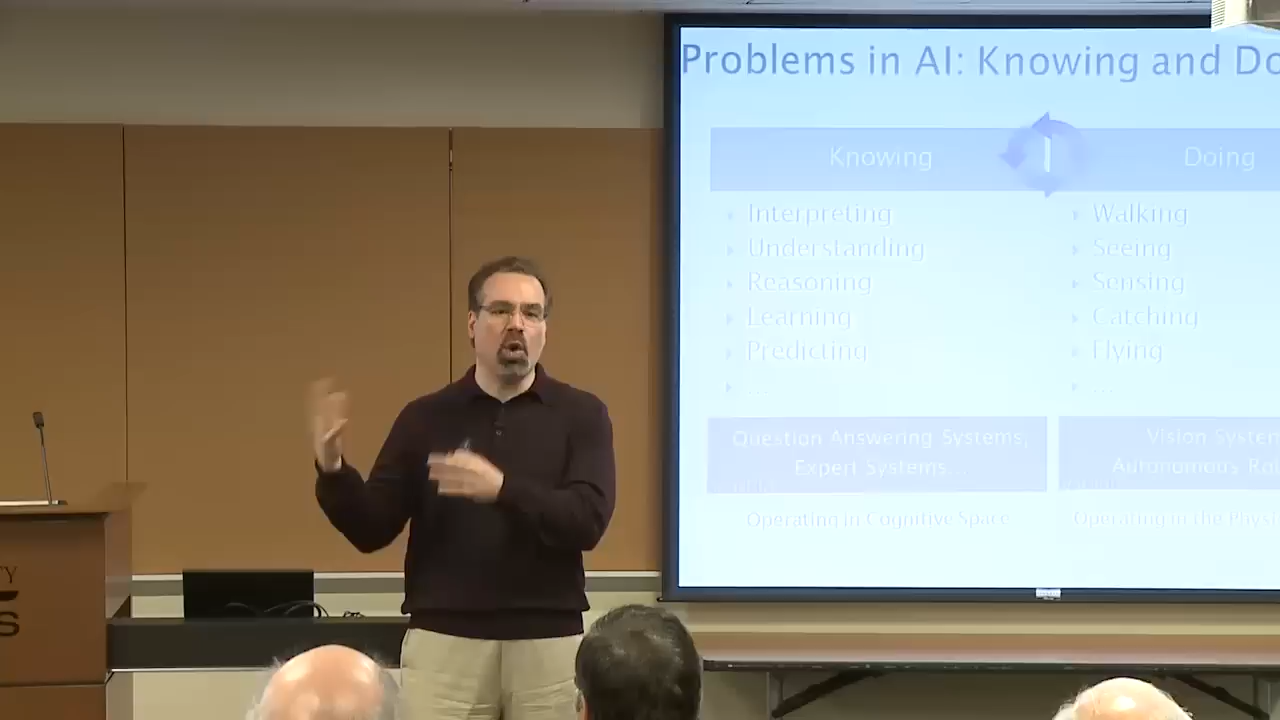 Problems in AI: Knowing and Do
Knowing
Doing
Interpreting
Understanding
Reasoning
Learning
Predicting
...
Walking
Seeing
Sensing
Catching
Flying
...
Question Answering Systems,
Expert Systems...
Vision System
Autonomous Ro
Operating in Cognitive Space
Operating in the Physi
TY
S